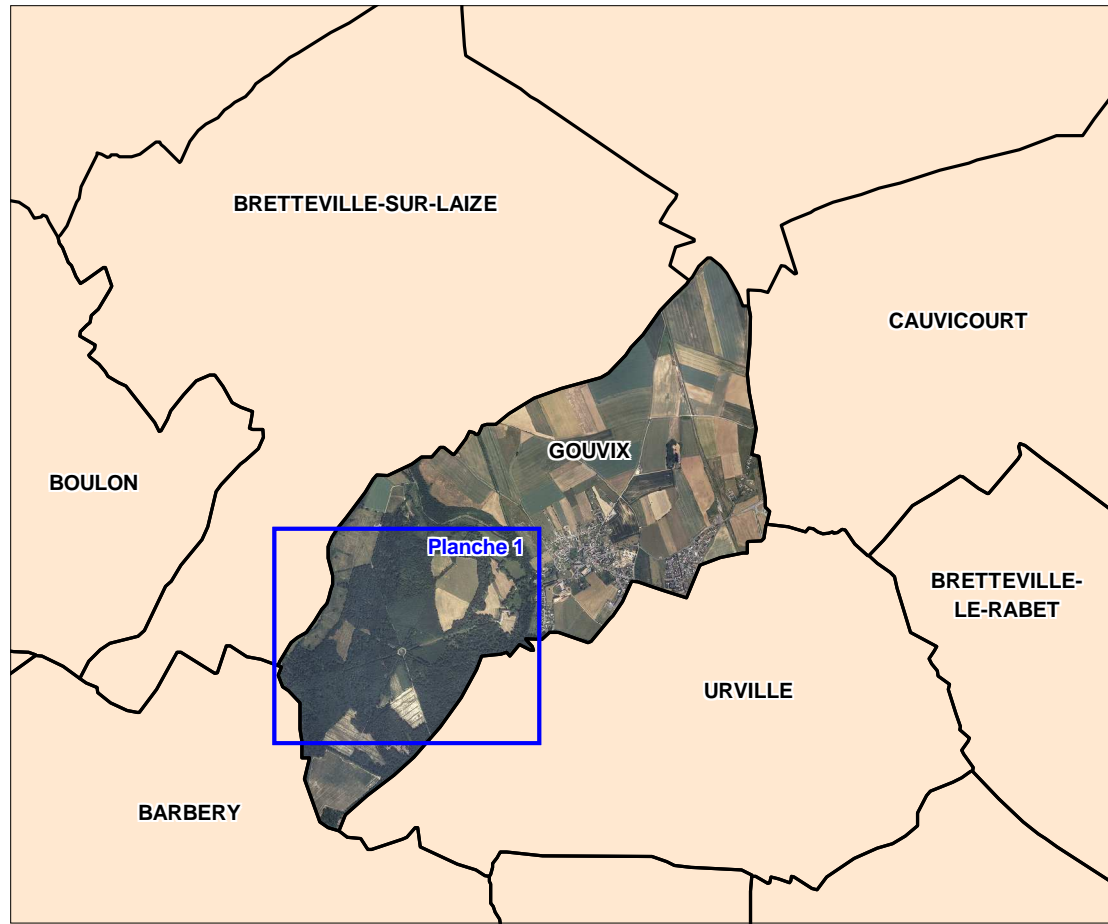 BRETTEVILLE-SUR-LAIZE
CAUVICOURT
GOUVIX
BOULON
Planche 1
BRETTEVILLE-
LE-RABET
URVILLE
BARBERY